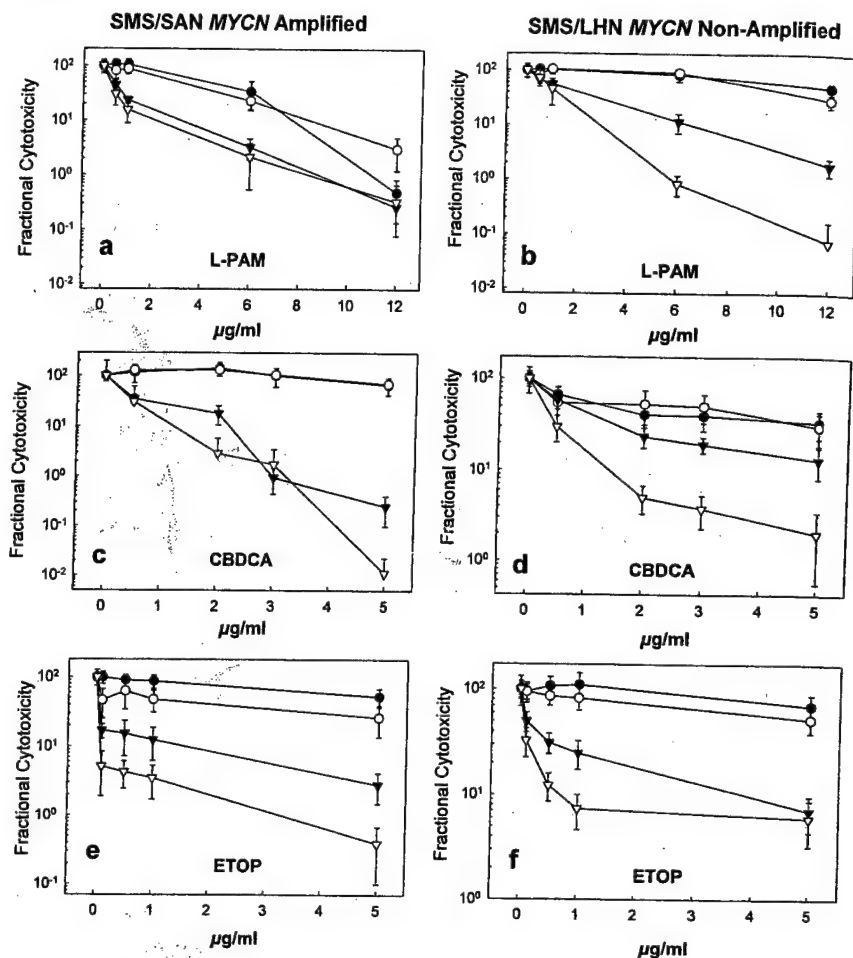 SMS/SAN MYCN Amplified
SMS/LHN MYCN Non-Amplified
Fractional Cytotoxicity
10²
10¹
10⁰
10⁻¹
10⁻²
a
L-PAM
0 2 4 6 8 10 12
µg/ml
Fractional Cytotoxicity
10²
10¹
10⁰
10⁻¹
10⁻²
b
L-PAM
0 2 4 6 8 10 12
µg/ml
Fractional Cytotoxicity
10²
10¹
10⁰
10⁻¹
10⁻²
c
CBDCA
0 1 2 3 4 5
µg/ml
Fractional Cytotoxicity
10²
10¹
10⁰
d
CBDCA
0 1 2 3 4 5
µg/ml
Fractional Cytotoxicity
10²
10¹
10⁰
10⁻¹
e
ETOP
0 1 2 3 4 5
µg/ml
Fractional Cytotoxicity
10²
10¹
10⁰
f
ETOP
0 1 2 3 4 5
µg/ml